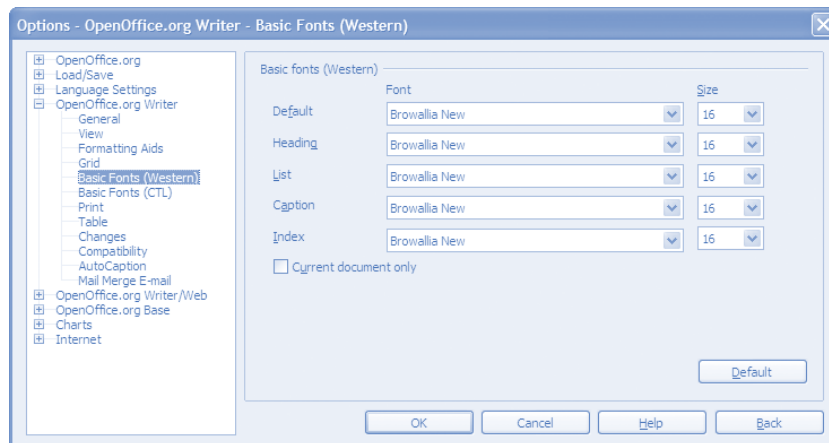 Options - OpenOffice.org Writer - Basic Fonts (Western)
OpenOffice.org
Load/Save
Language Settings
OpenOffice.org Writer
General
View
Formatting Aids
Grid
Basic Fonts (Western)
Basic Fonts (CTL)
Print
Table
Changes
Compatibility
AutoCaption
Mail Merge E-mail
OpenOffice.org Writer/Web
OpenOffice.org Base
Charts
Internet
Basic fonts (Western)
Font Size
Default Browallia New 16
Heading Browallia New 16
List Browallia New 16
Caption Browallia New 16
Index Browallia New 16
Current document only
Default
OK Cancel Help Back